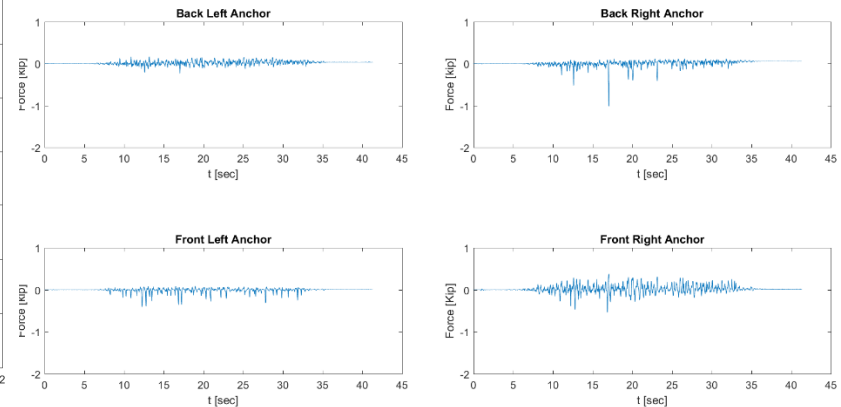 Back Left Anchor
1
0
-1
-2
Force [kip]
0 5 10 15 20 25 30 35 40 45
t [sec]
Back Right Anchor
1
0
-1
-2
Force [kip]
0 5 10 15 20 25 30 35 40 45
t [sec]
2
Front Left Anchor
1
0
-1
-2
Force [kip]
0 5 10 15 20 25 30 35 40 45
t [sec]
Front Right Anchor
1
0
-1
-2
Force [Kip]
0 5 10 15 20 25 30 35 40 45
t [sec]